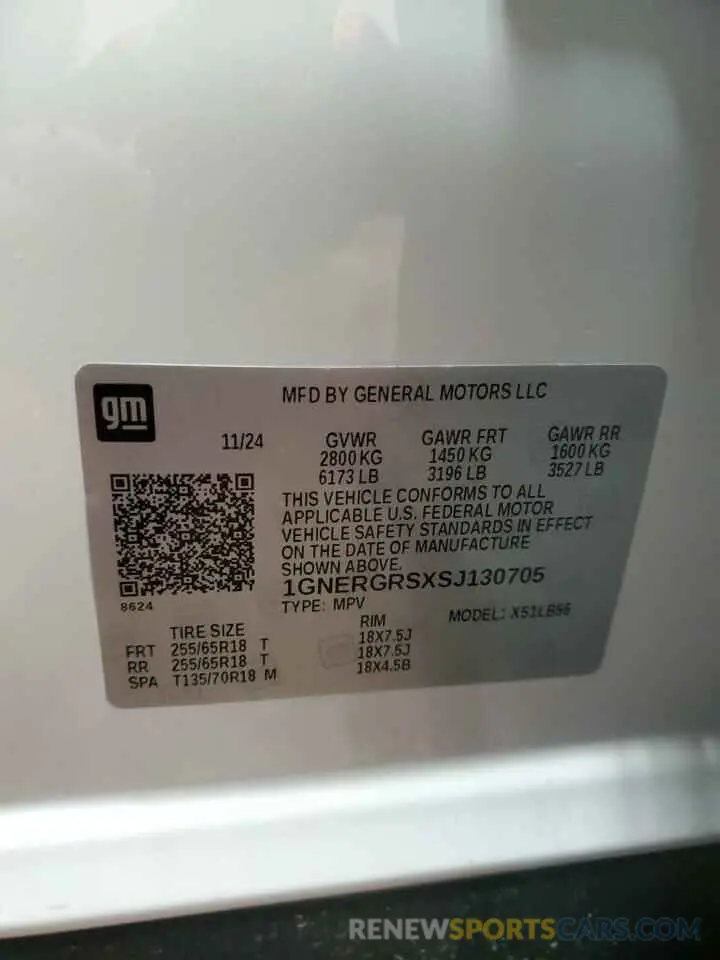 gm
MFD BY GENERAL MOTORS LLC
11/24 GVWR GAWR FRT GAWR RR
2800 KG 1450 KG 1600 KG
6173 LB 3196 LB 3527 LB
THIS VEHICLE CONFORMS TO ALL
APPLICABLE U.S. FEDERAL MOTOR
VEHICLE SAFETY STANDARDS IN EFFECT
ON THE DATE OF MANUFACTURE
SHOWN ABOVE.
1GNERGRSXSJ130705
8624
TYPE: MPV MODEL: X51LB56
TIRE SIZE RIM
FRT 255/65R18 T 18X7.5J
RR 255/65R18 T 18X7.5J
SPA T135/70R18 M 18X4.5B
RENEWSPORTSCARS.COM